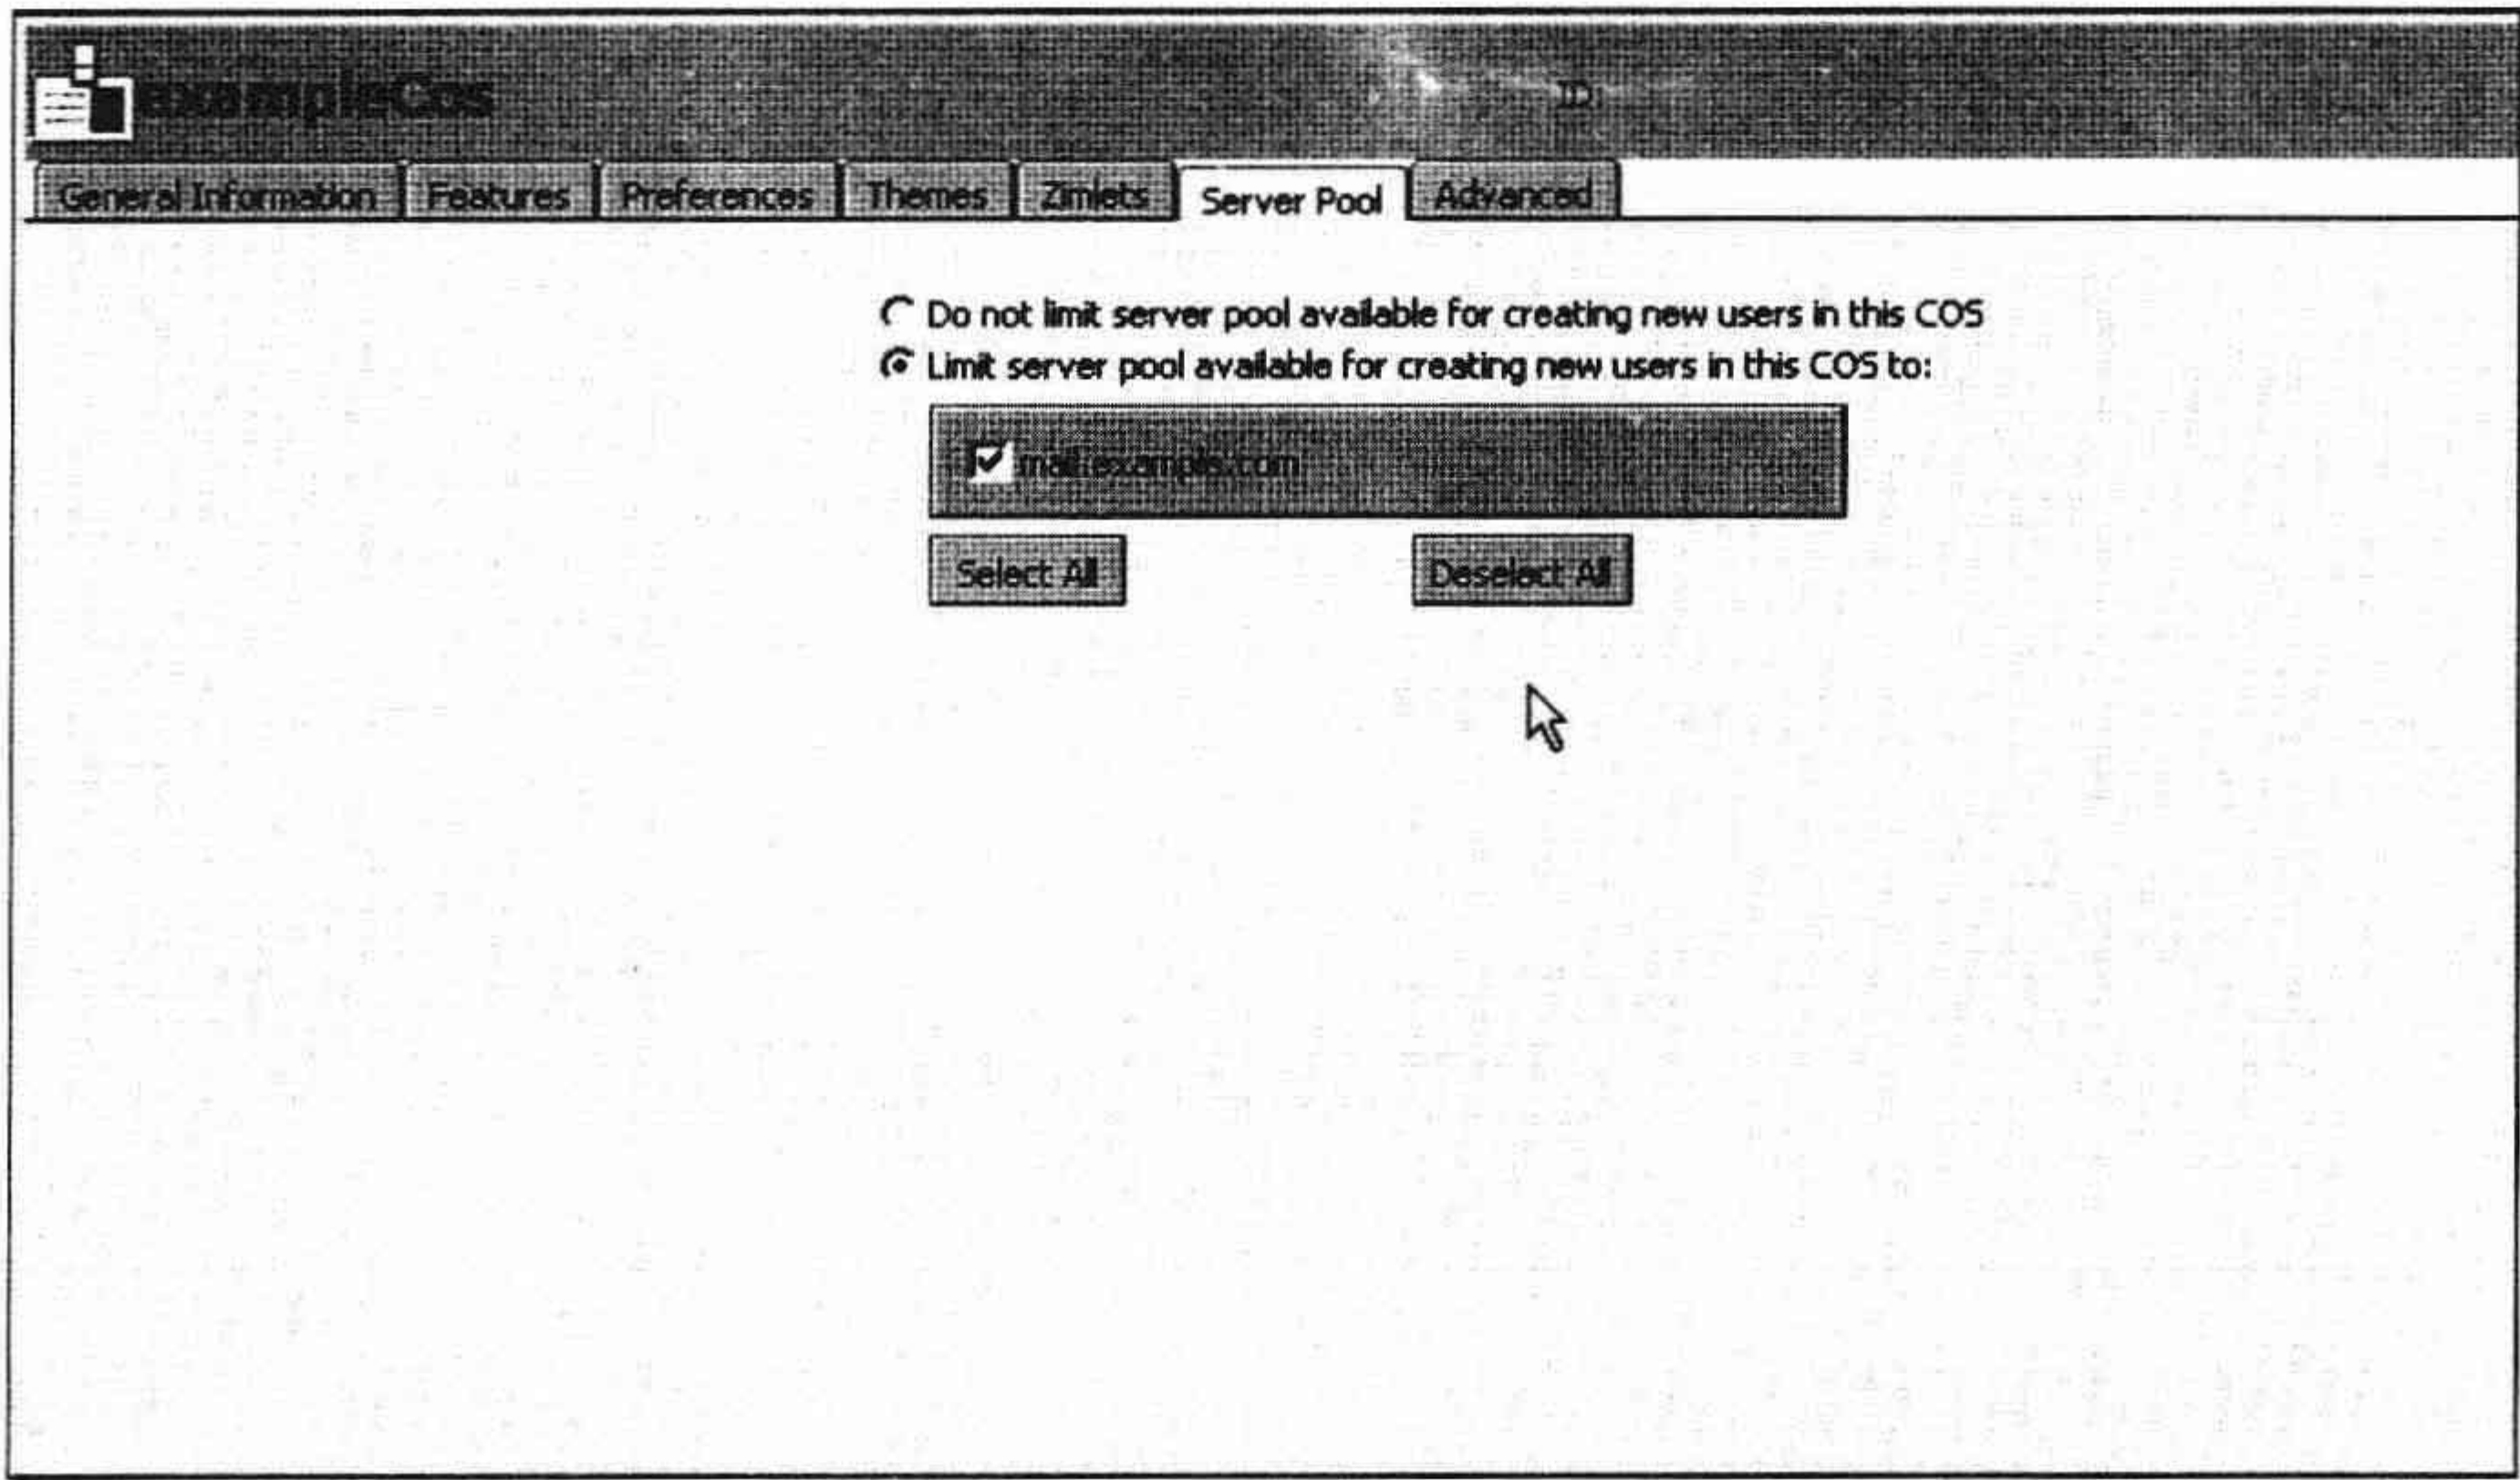 exampleCos
ID:
General Information Features Preferences Themes Zimlets Server Pool Advanced
Do not limit server pool available for creating new users in this COS
Limit server pool available for creating new users in this COS to:
mail.example.com
Select All Deselect All